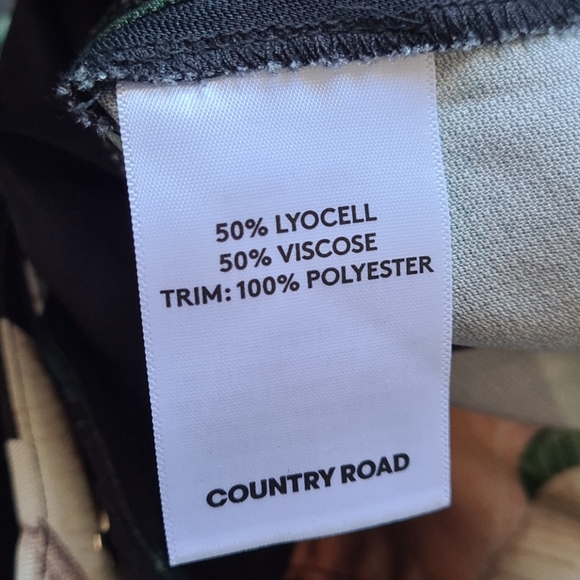 50% LYOCELL
50% VISCOSE
TRIM: 100% POLYESTER
COUNTRY ROAD